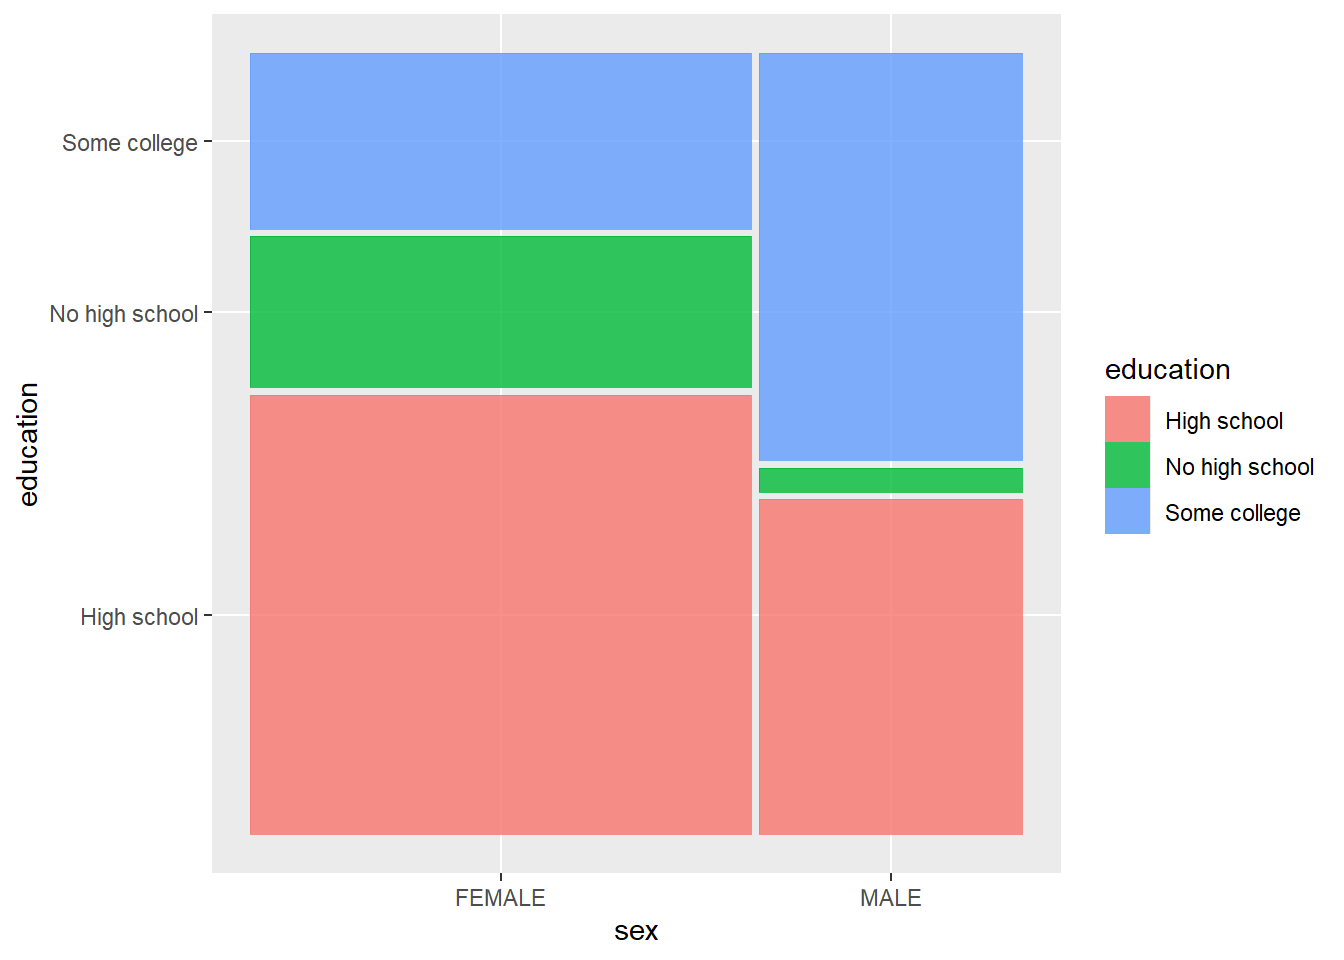 education
Some college
No high school
High school
FEMALE
MALE
sex
education
High school
No high school
Some college